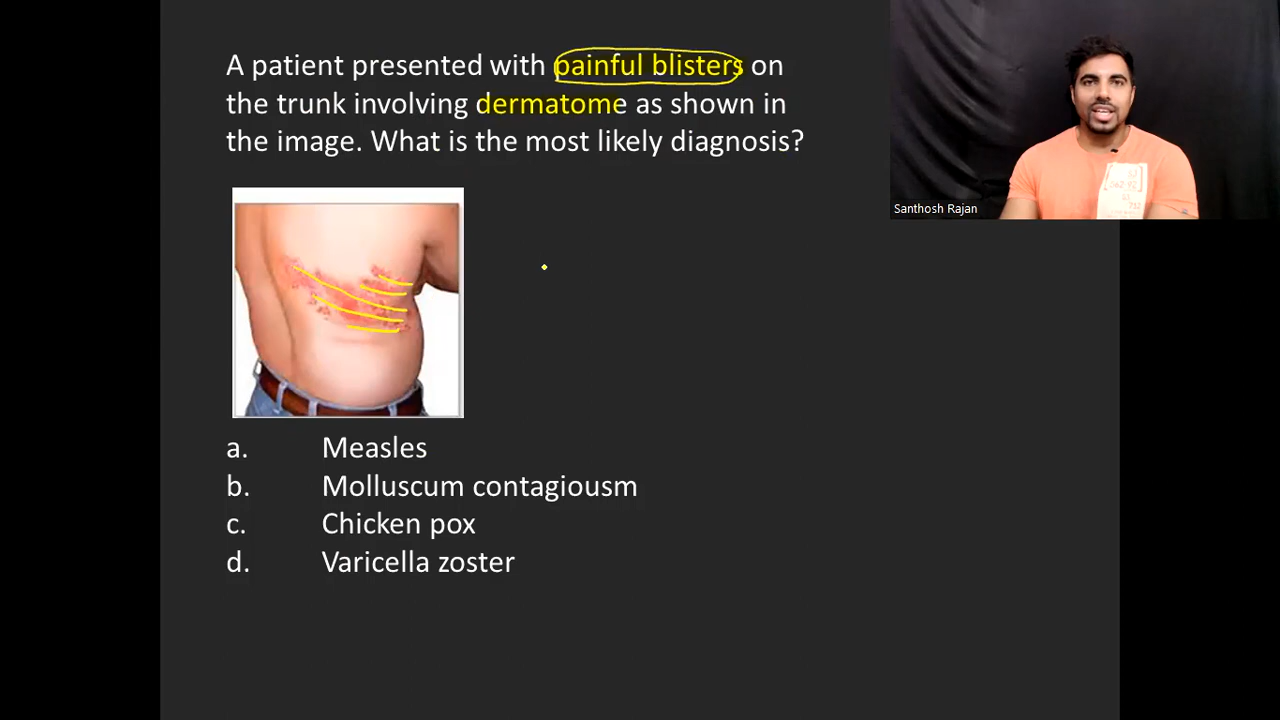 A patient presented with painful blisters on
the trunk involving dermatome as shown in
the image. What is the most likely diagnosis?
Santhosh Rajan
a. Measles
b. Molluscum contagiousm
c. Chicken pox
d. Varicella zoster